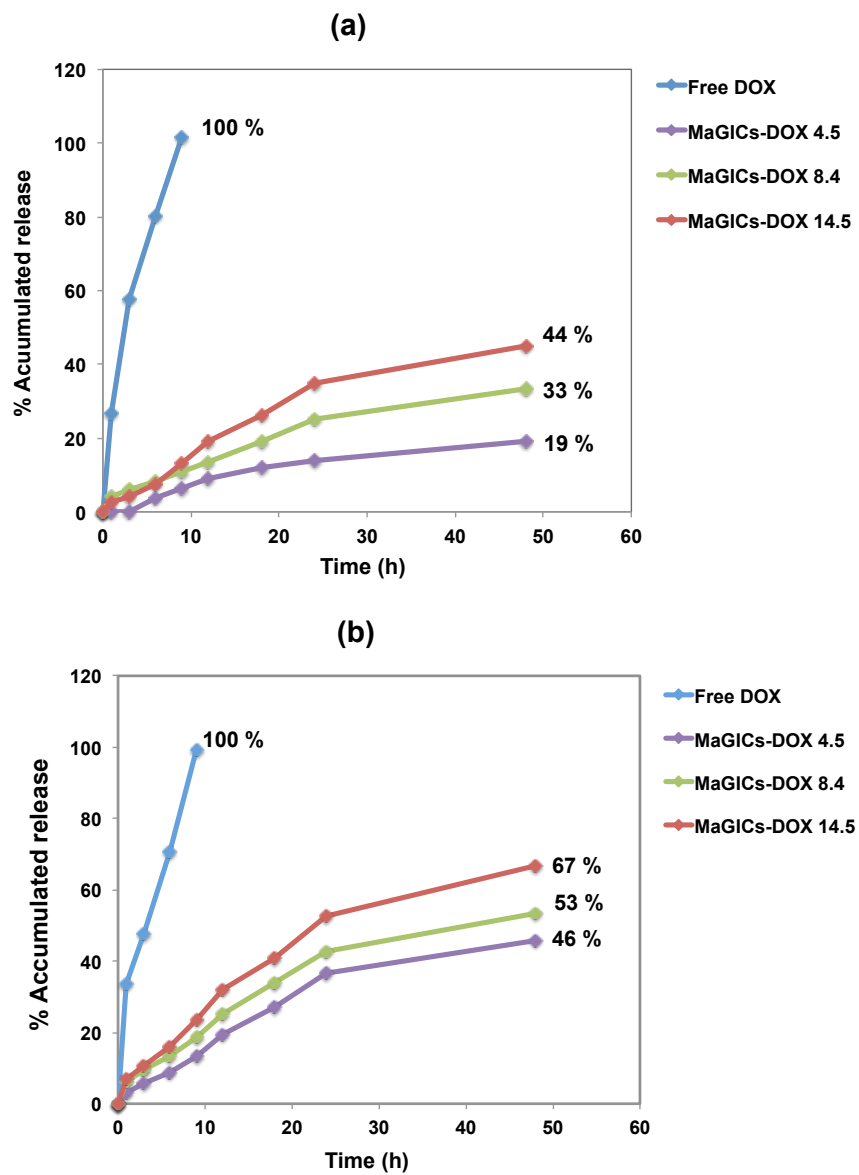 (a)
120
100
80
60
40
20
0
% Acuumulated release
0 10 20 30 40 50 60
Time (h)
100 %
44 %
33 %
19 %
Free DOX
MaGICs-DOX 4.5
MaGICs-DOX 8.4
MaGICs-DOX 14.5
(b)
120
100
80
60
40
20
0
% Accumulated release
0 10 20 30 40 50 60
Time (h)
100 %
67 %
53 %
46 %
Free DOX
MaGICs-DOX 4.5
MaGICs-DOX 8.4
MaGICs-DOX 14.5